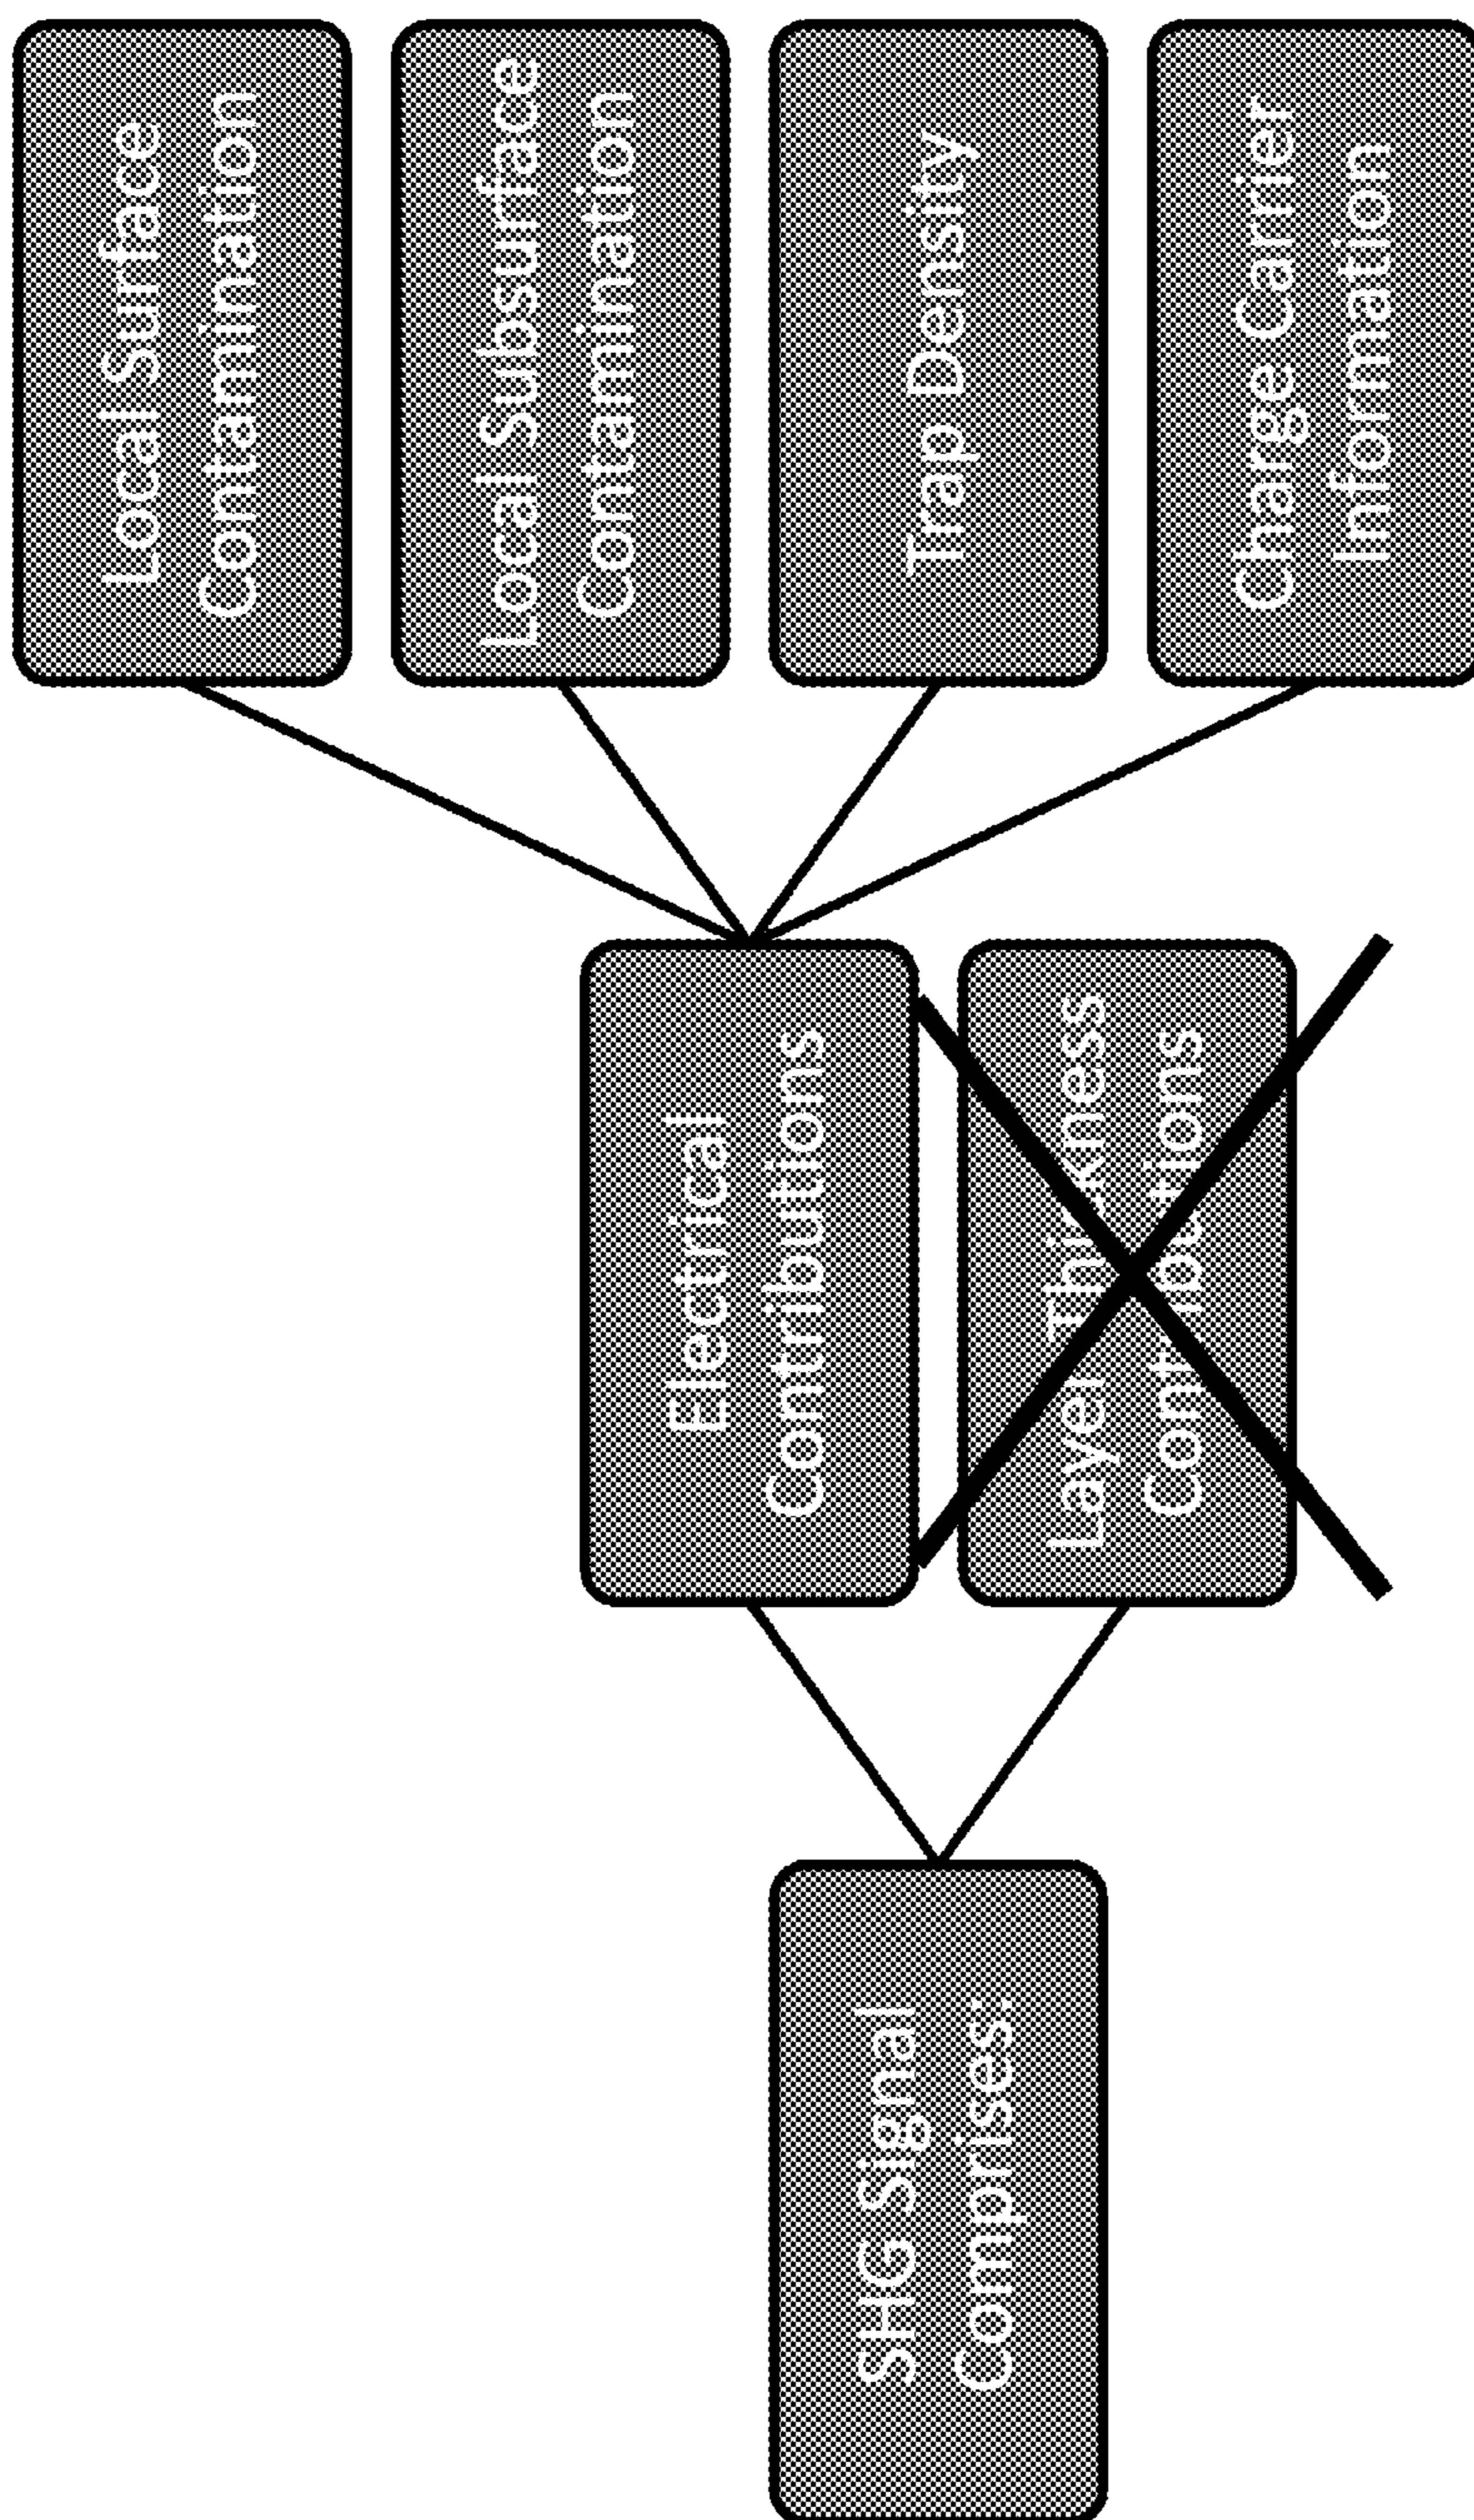 SHG Signal
Comprises:
Electrical
Contributions
Layer Thickness
Contributions
Local Surface
Contamination
Local Subsurface
Contamination
Trap Density
Charge Carrier
Information